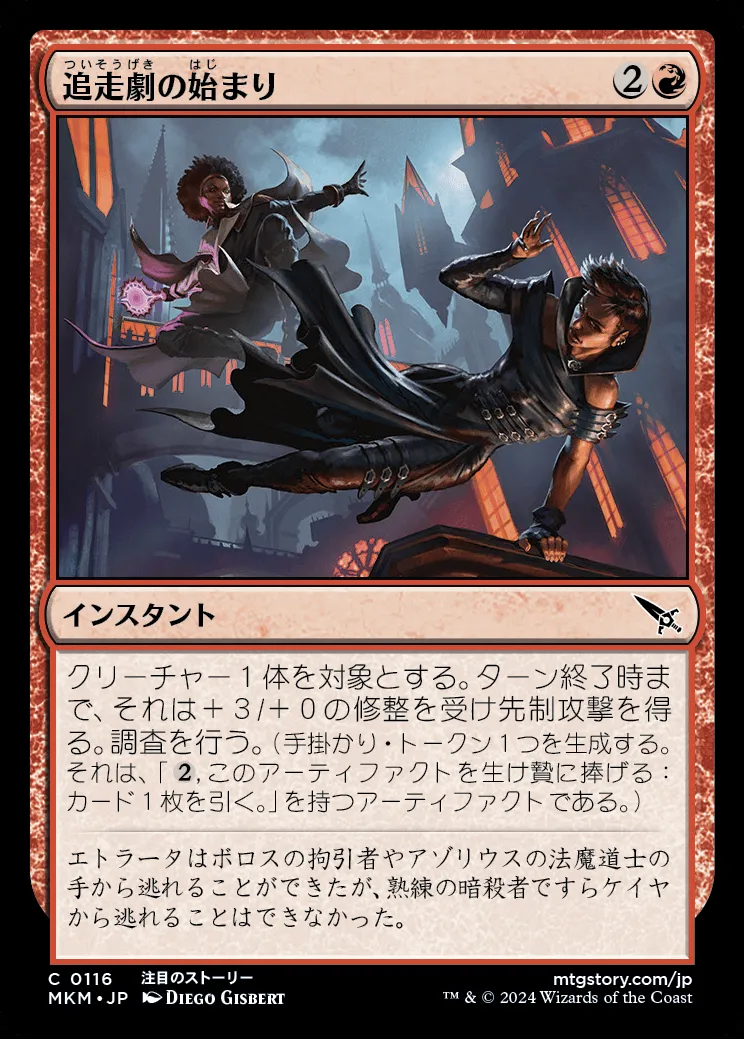 ついそうげき はじ
追走劇の始まり
2
インスタント
クリーチャー1体を対象とする。ターン終了時ま
で、それは+3/+0の修整を受け先制攻撃を得
る。調査を行う。(手掛かり・トークン1つを生成する。
それは、「2, このアーティファクトを生け贄に捧げる:
カード1枚を引く。」を持つアーティファクトである。)
エトラータはボロスの拘引者やアゾリウスの法魔道士の
手から逃れることができたが、熟練の暗殺者ですらケイヤ
から逃れることはできなかった。
C 0116 注目のストーリー mtgstory.com/jp
MKM・JP DIEGO GISBERT ™ & © 2024 Wizards of the Coast